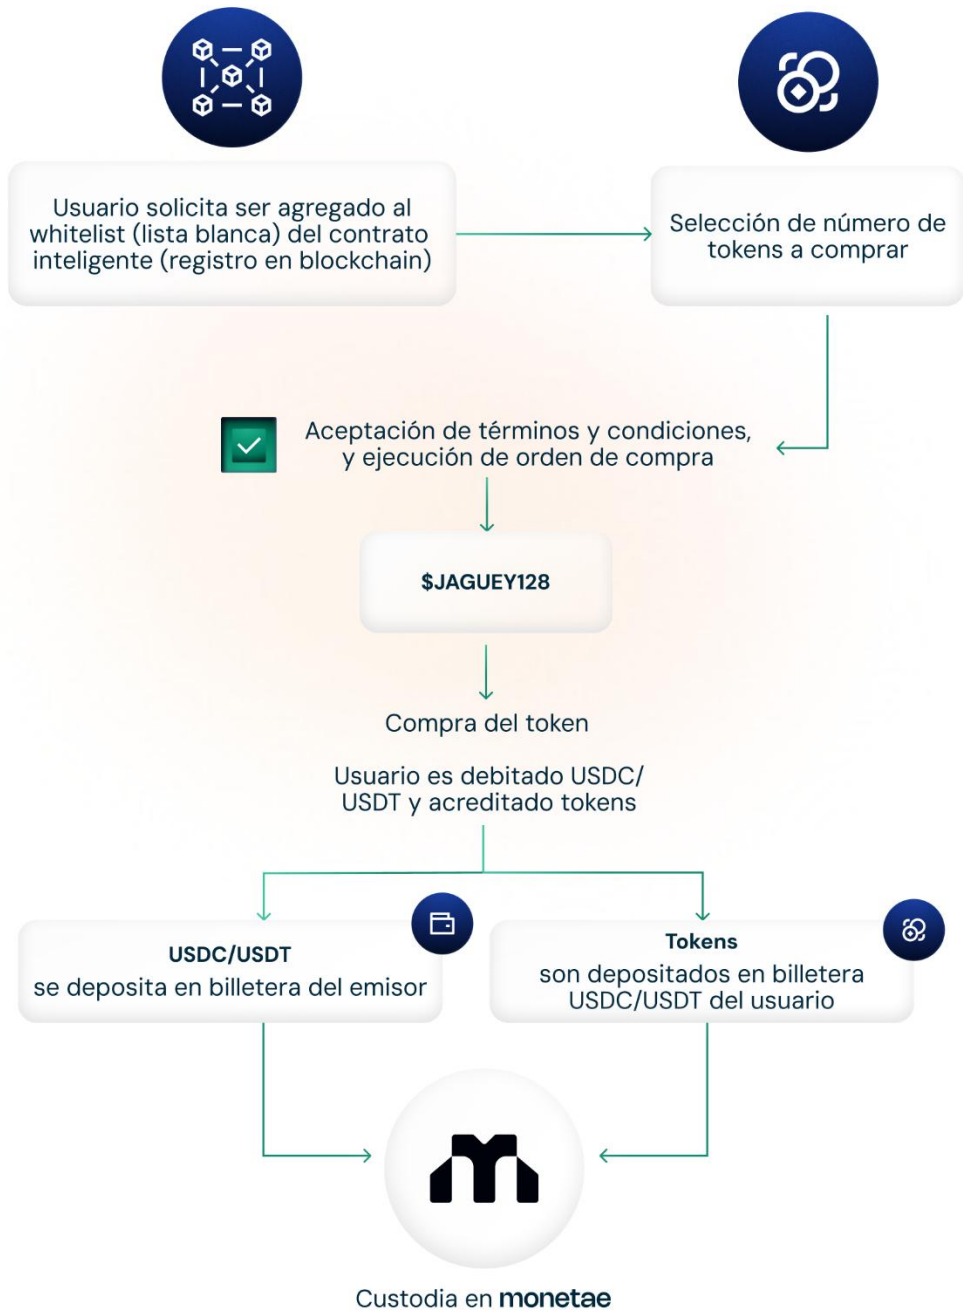 Usuario solicita ser agregado al
whitelist (lista blanca) del contrato
inteligente (registro en blockchain)
Selección de número de
tokens a comprar
Aceptación de términos y condiciones,
y ejecución de orden de compra
$JAGUEY128
Compra del token
Usuario es debitado USDC/
USDT y acreditado tokens
USDC/USDT
se deposita en billetera del emisor
Tokens
son depositados en billetera
USDC/USDT del usuario
Custodia en monetae